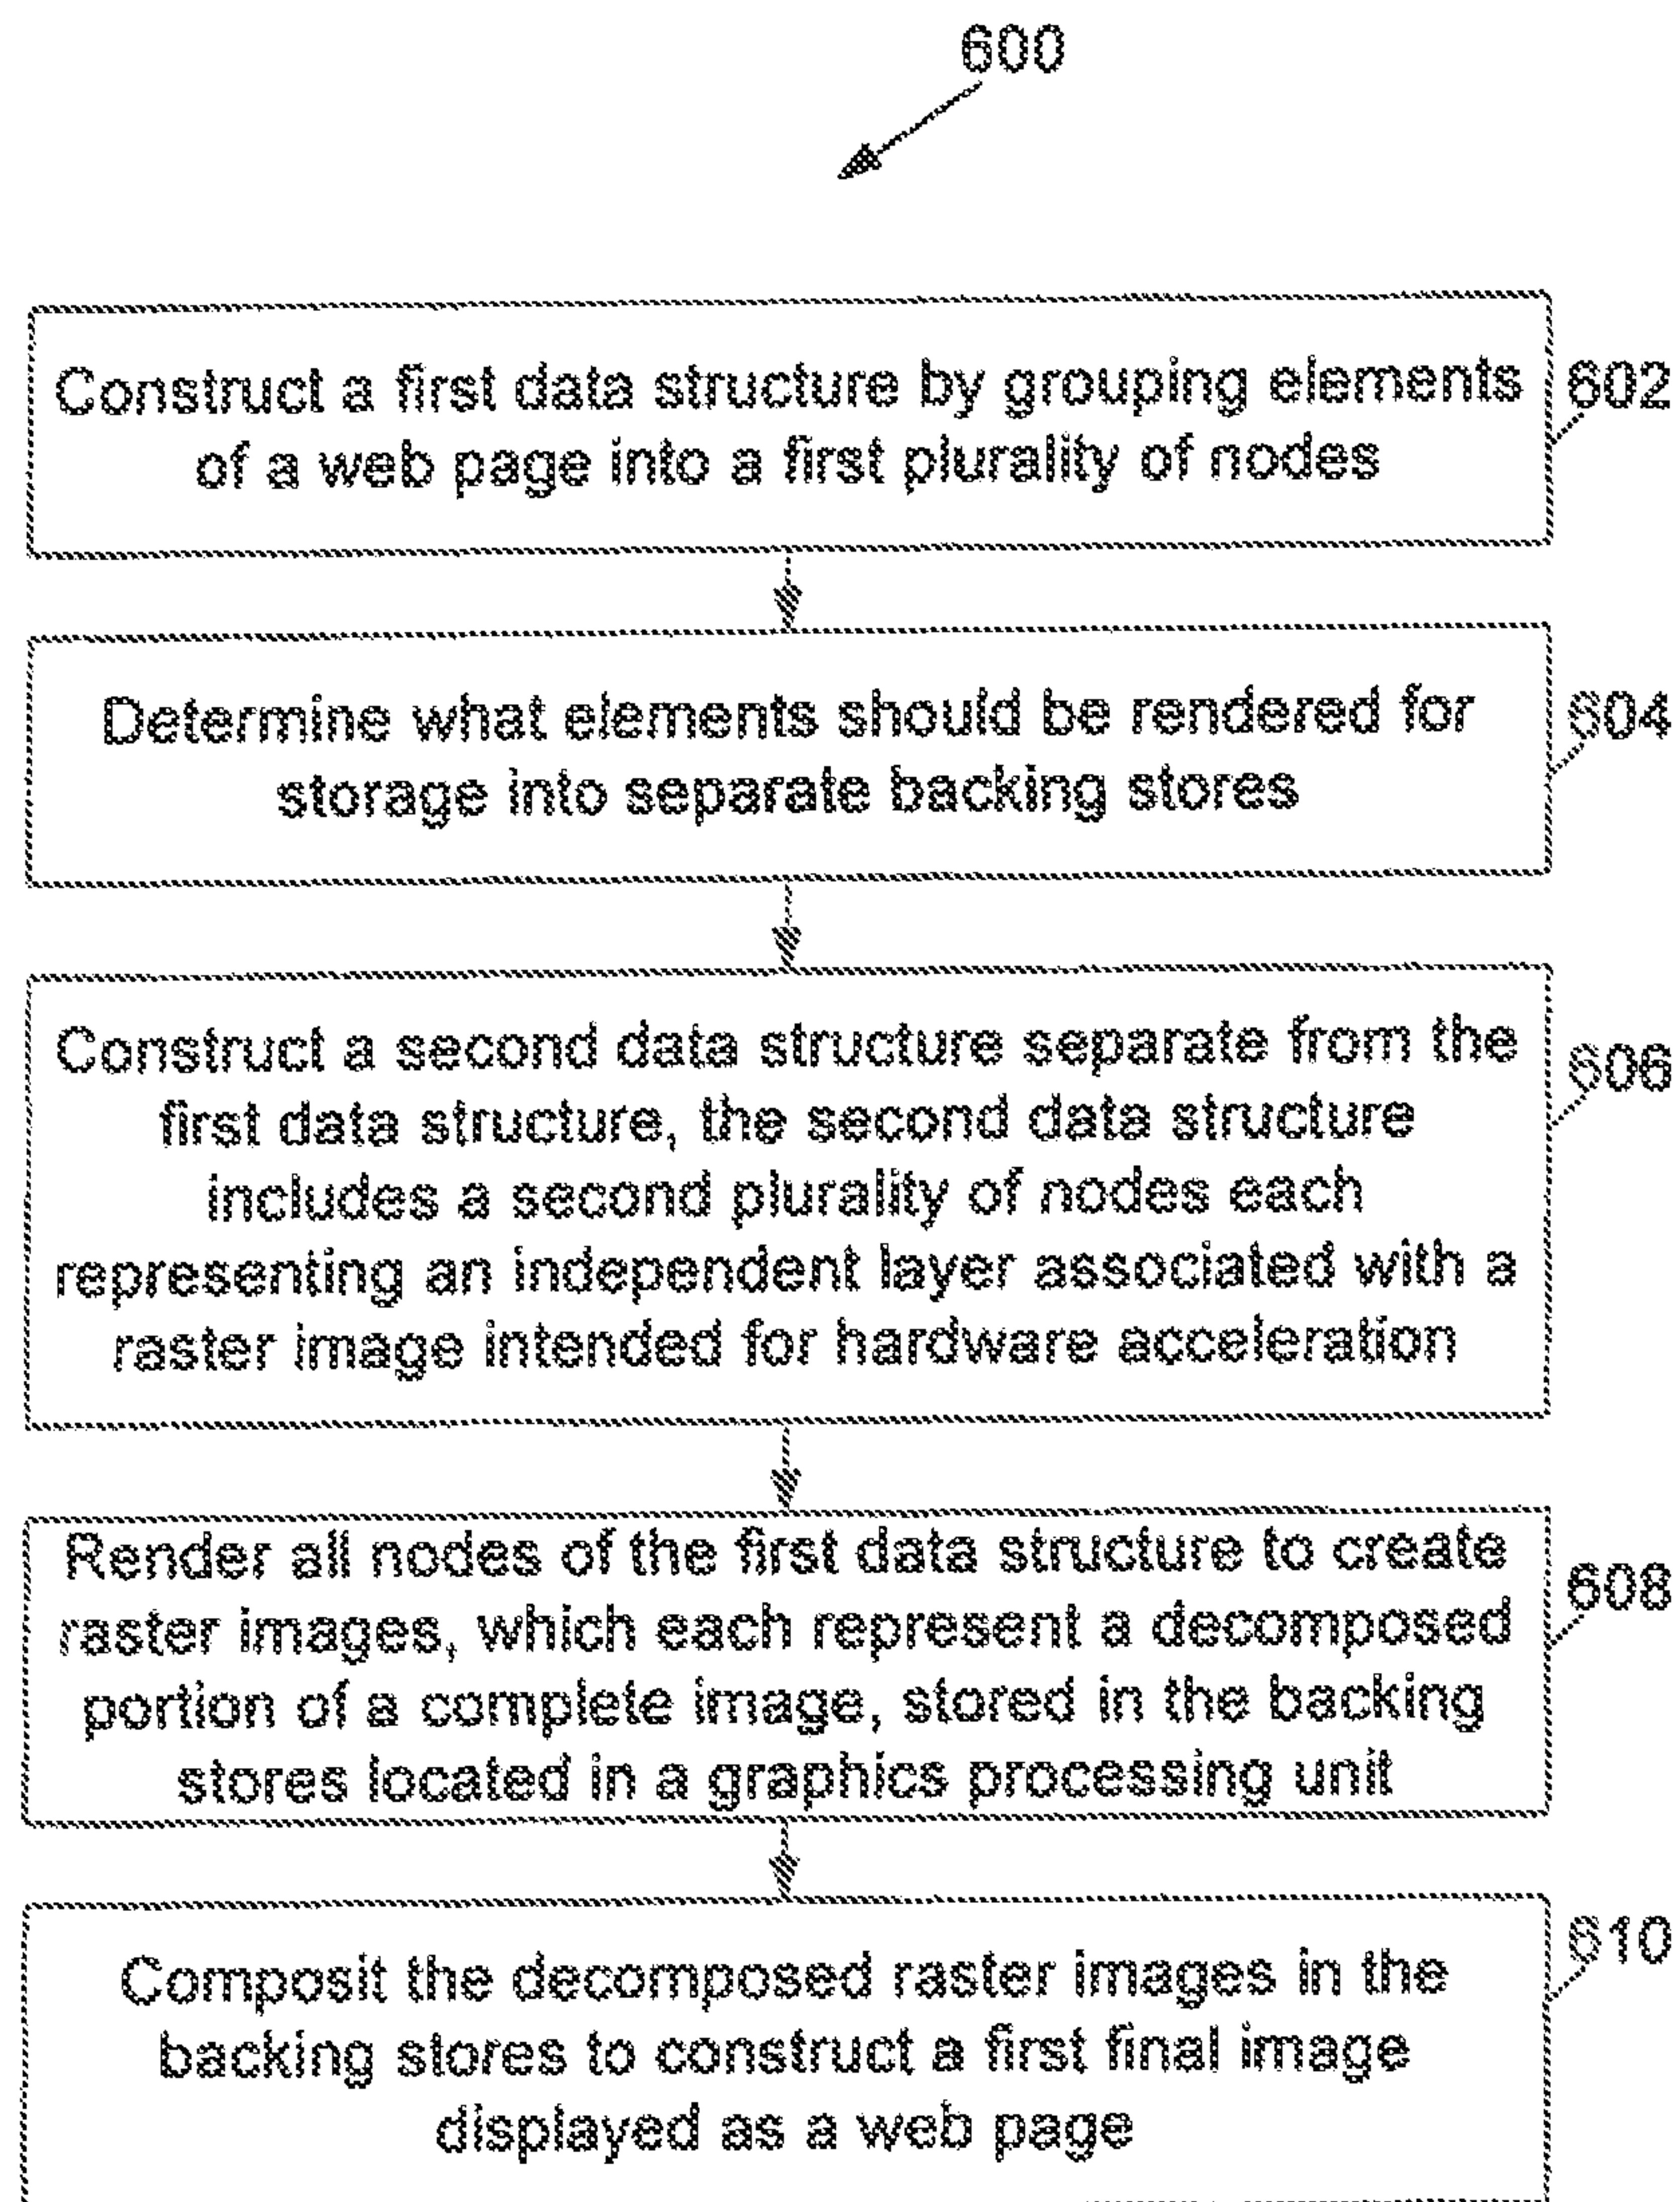 600
Construct a first data structure by grouping elements
of a web page into a first plurality of nodes
602
Determine what elements should be rendered for
storage into separate backing stores
604
Construct a second data structure separate from the
first data structure, the second data structure
includes a second plurality of nodes each
representing an independent layer associated with a
raster image intended for hardware acceleration
606
Render all nodes of the first data structure to create
raster images, which each represent a decomposed
portion of a complete image, stored in the backing
stores located in a graphics processing unit
608
Composit the decomposed raster images in the
backing stores to construct a first final image
displayed as a web page
610